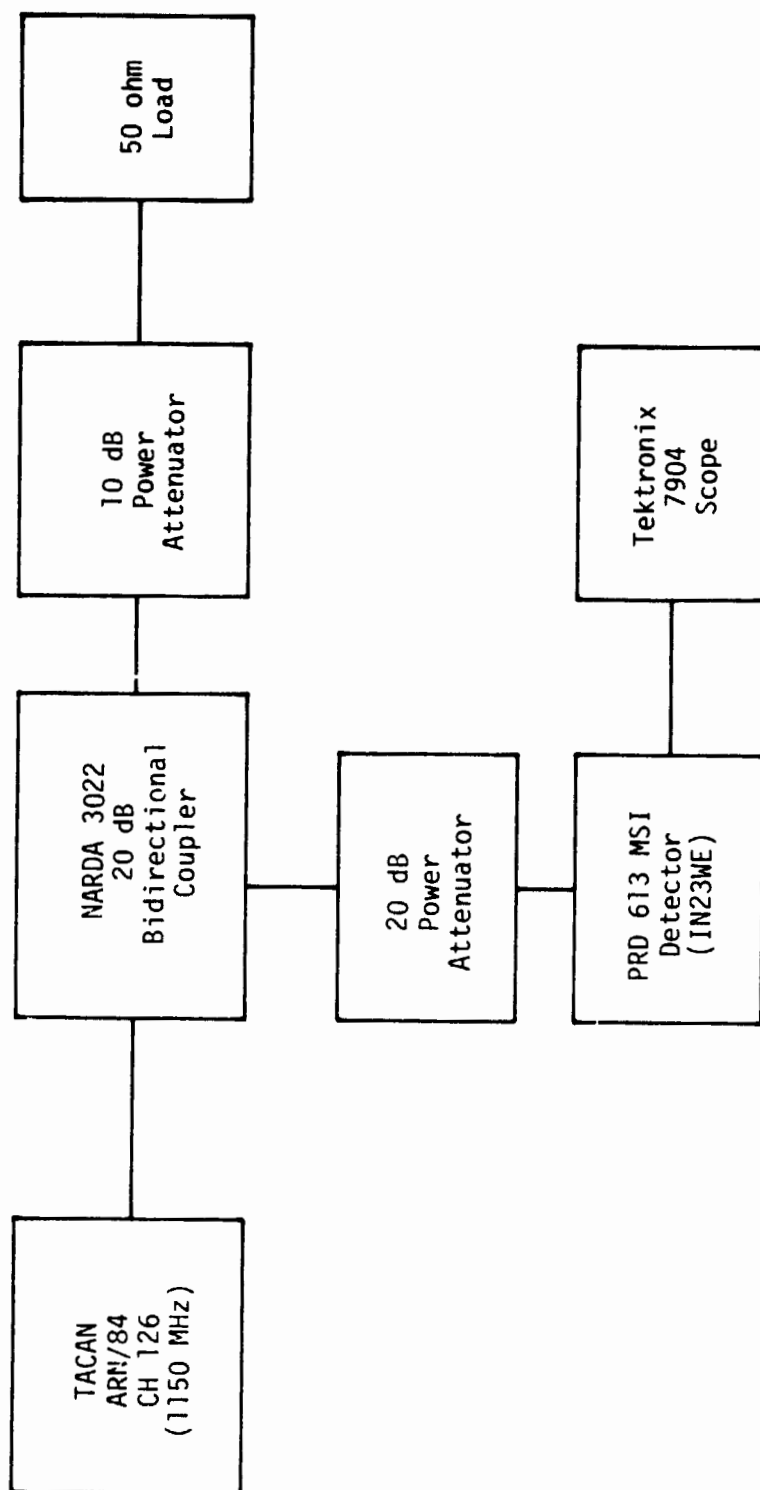 TACAN
ARN/84
CH 126
(1150 MHz)
NARDA 3022
20 dB
Bidirectional
Coupler
10 dB
Power
Attenuator
50 ohm
Load
20 dB
Power
Attenuator
PRD 613 MSI
Detector
(IN23WE)
Tektronix
7904
Scope